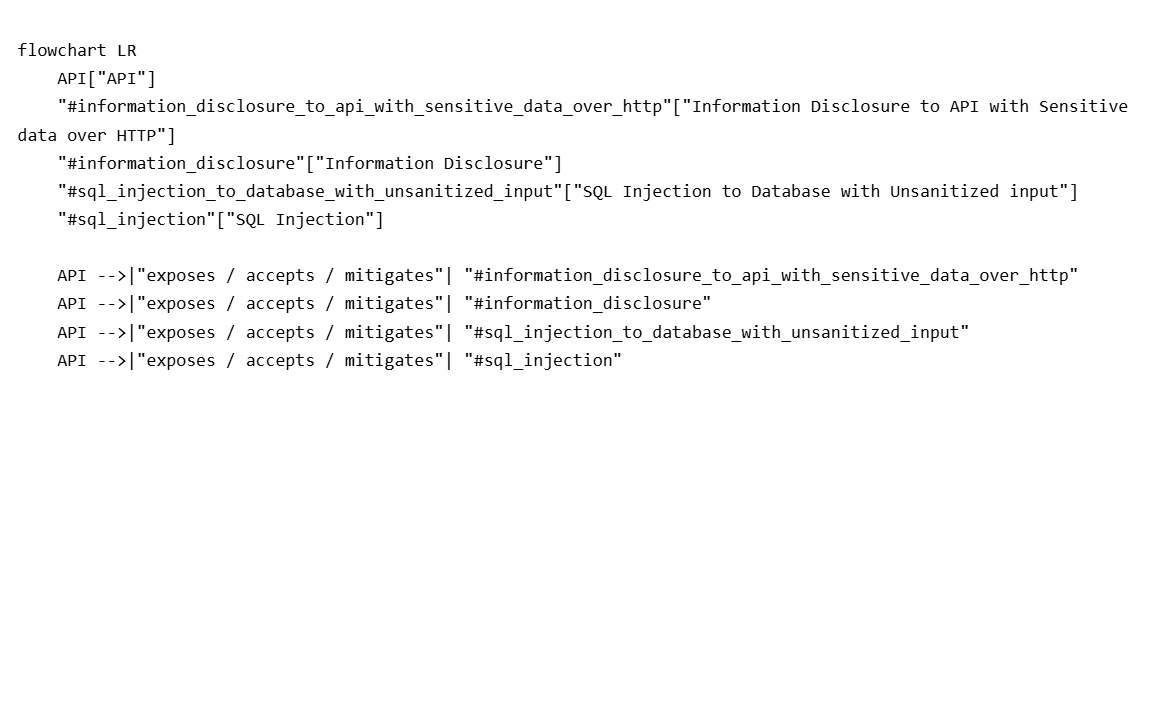 flowchart LR
    API["API"]
    "#information_disclosure_to_api_with_sensitive_data_over_http"["Information Disclosure to API with Sensitive
data over HTTP"]
    "#information_disclosure"["Information Disclosure"]
    "#sql_injection_to_database_with_unsanitized_input"["SQL Injection to Database with Unsanitized input"]
    "#sql_injection"["SQL Injection"]

    API -->|"exposes / accepts / mitigates"| "#information_disclosure_to_api_with_sensitive_data_over_http"
    API -->|"exposes / accepts / mitigates"| "#information_disclosure"
    API -->|"exposes / accepts / mitigates"| "#sql_injection_to_database_with_unsanitized_input"
    API -->|"exposes / accepts / mitigates"| "#sql_injection"